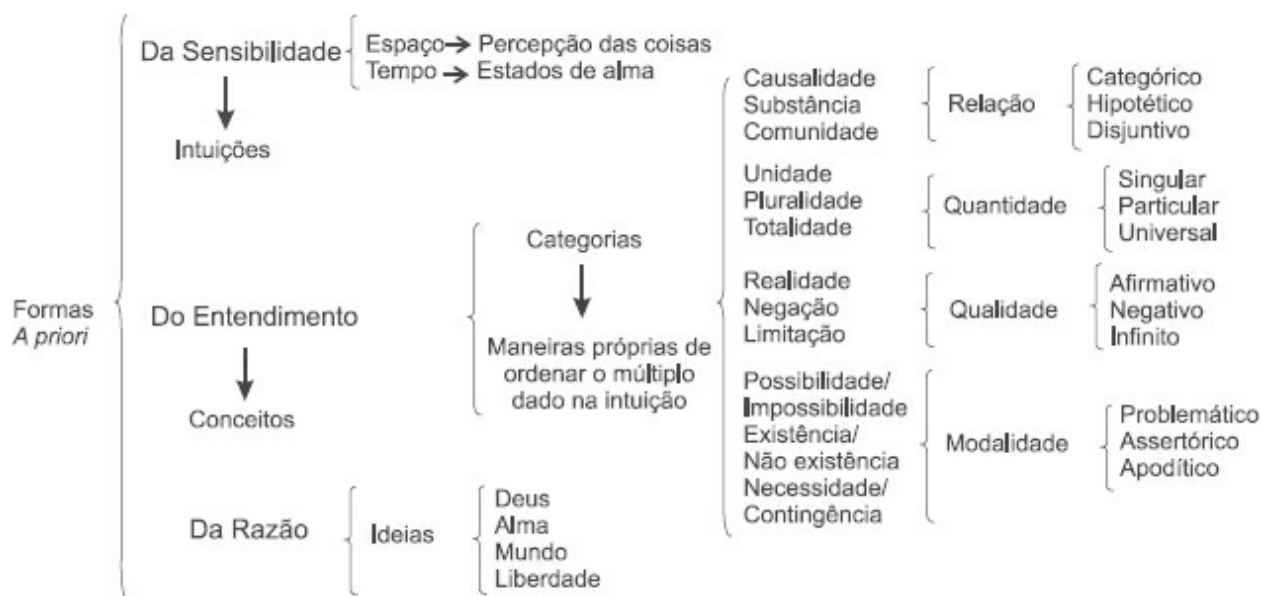 Formas
A priori
Da Sensibilidade
Intuições
Espaço → Percepção das coisas
Tempo → Estados de alma
Do Entendimento
Conceitos
Categorias
Maneiras próprias de
ordenar o múltiplo
dado na intuição
Causalidade
Substância
Comunidade
Relação
Categórico
Hipotético
Disjuntivo
Unidade
Pluralidade
Totalidade
Quantidade
Singular
Particular
Universal
Realidade
Negação
Limitação
Qualidade
Afirmativo
Negativo
Infinito
Possibilidade/
Impossibilidade
Existência/
Não existência
Necessidade/
Contingência
Modalidade
Problemático
Assertórico
Apodítico
Da Razão
Ideias
Deus
Alma
Mundo
Liberdade